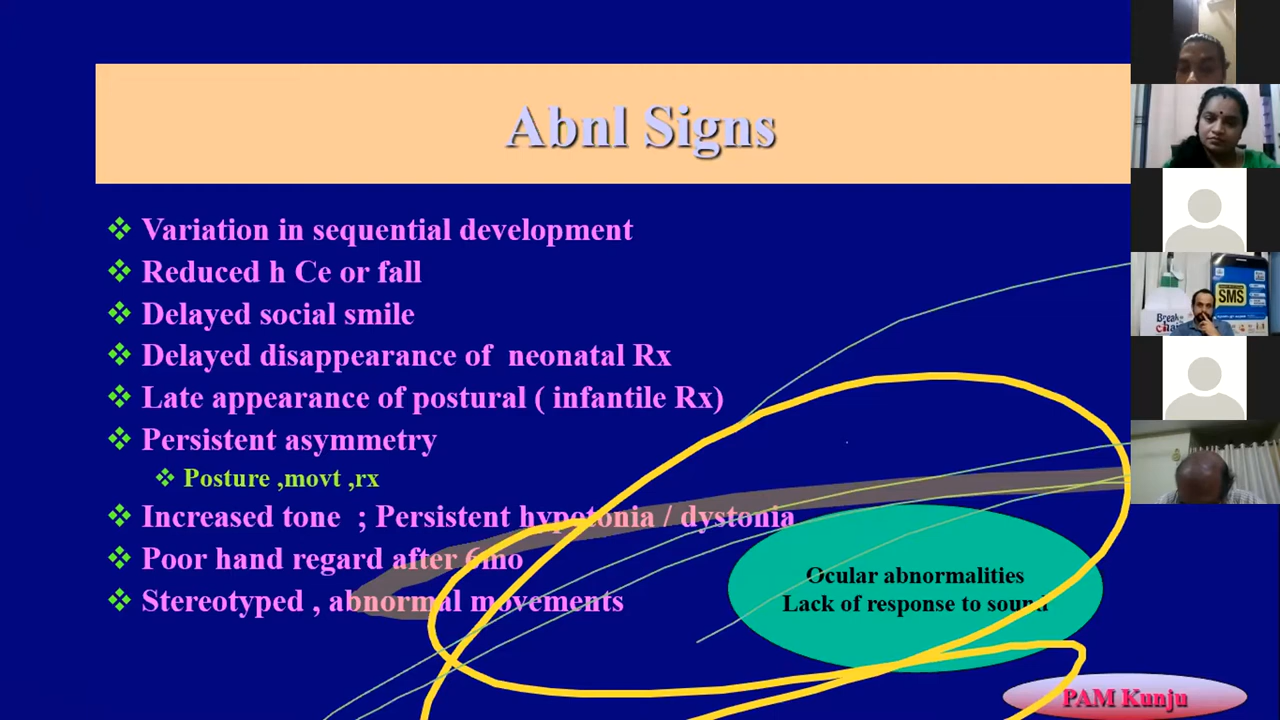 Abnl Signs
Variation in sequential development
Reduced h Ce or fall
Delayed social smile
Delayed disappearance of neonatal Rx
Late appearance of postural ( infantile Rx)
Persistent asymmetry
Posture ,movt ,rx
Increased tone ; Persistent hypotonia / dystonia
Poor hand regard after 6mo
Stereotyped , abnormal movements
Ocular abnormalities
Lack of response to sound
PAM Kunju
SMS
Break
chain